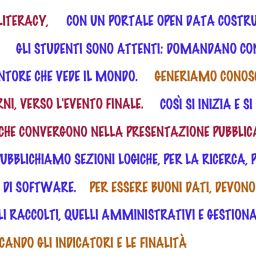 LITERACY, CON UN PORTALE OPEN DATA COSTRU
GLI STUDENTI SONO ATTENTI: DOMANDANO CON
NTORE CHE VEDE IL MONDO. GENERIAMO CONOS
RNI, VERSO L'EVENTO FINALE. COSÌ SI INIZIA E SI
CHE CONVERGONO NELLA PRESENTAZIONE PUBBLICA
UBBLICHIAMO SEZIONI LOGICHE, PER LA RICERCA, P
DI SOFTWARE. PER ESSERE BUONI DATI, DEVONO
LI RACCOLTI, QUELLI AMMINISTRATIVI E GESTIONA
CANDO GLI INDICATORI E LE FINALITÀ